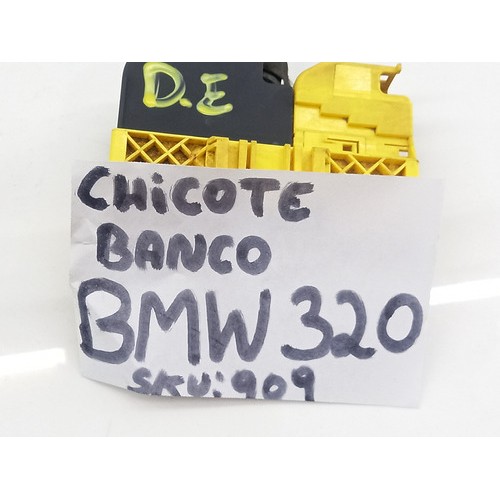 D.E
CHICOTE
BANCO
BMW 320
SKU:909